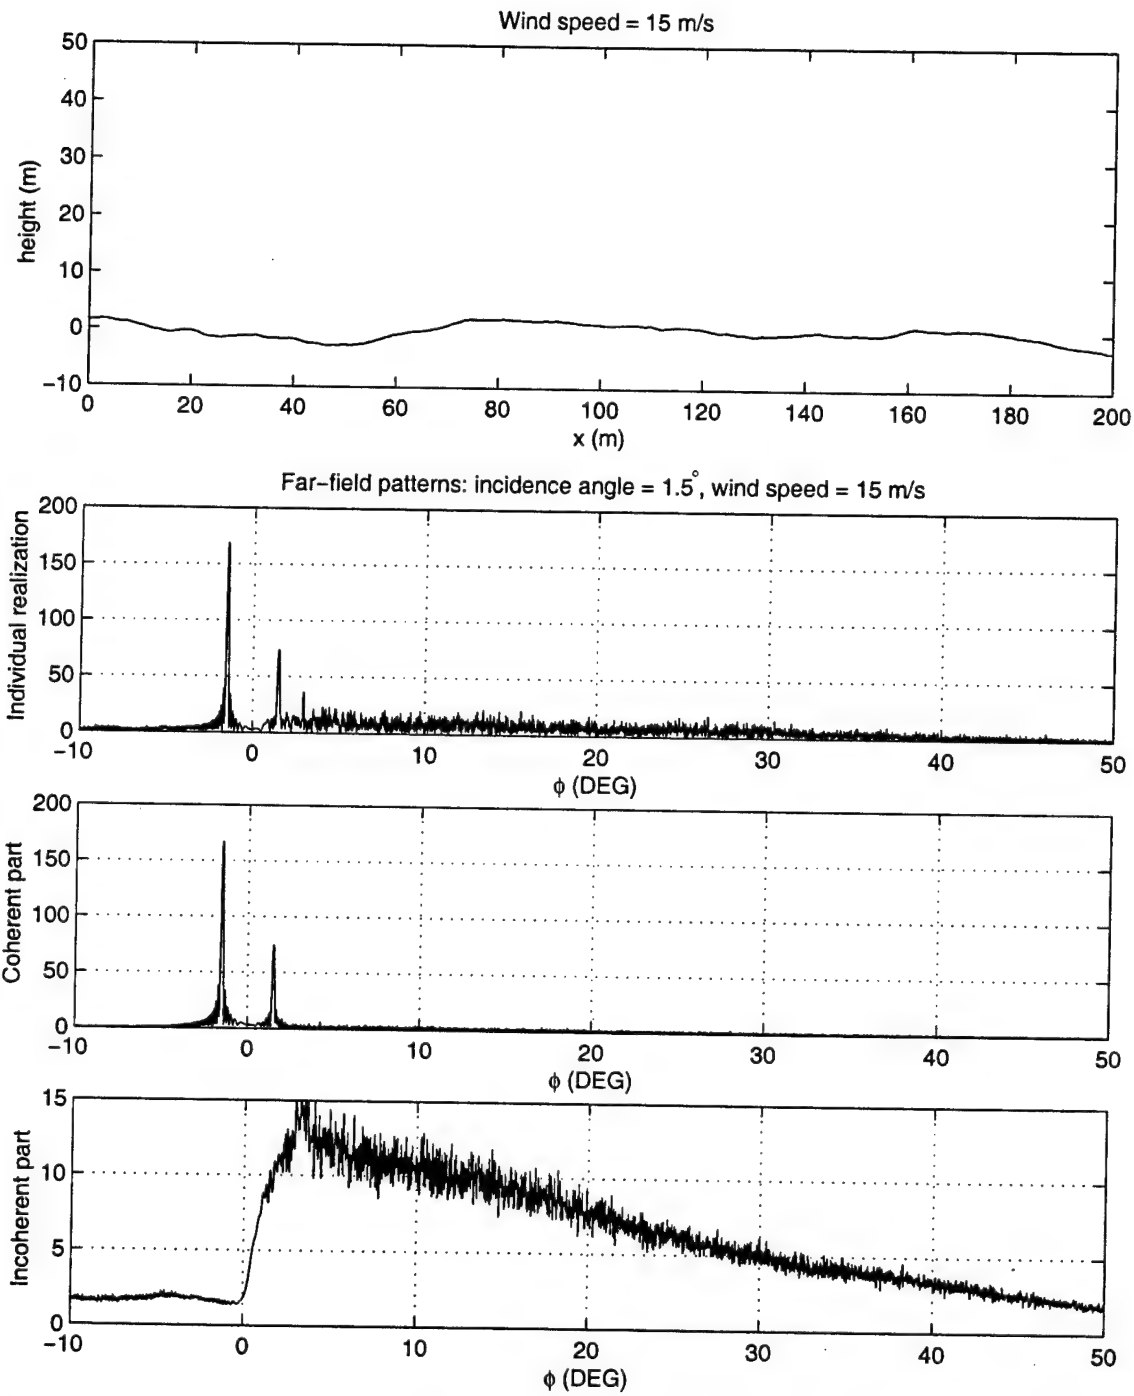 Wind speed = 15 m/s
50
40
30
20
10
0
−10
height (m)
0 20 40 60 80 100 120 140 160 180 200
x (m)
Far−field patterns: incidence angle = 1.5°, wind speed = 15 m/s
200
150
100
50
0
Individual realization
−10 0 10 20 30 40 50
ϕ (DEG)
200
150
100
50
0
Coherent part
−10 0 10 20 30 40 50
ϕ (DEG)
15
10
5
0
Incoherent part
−10 0 10 20 30 40 50
ϕ (DEG)